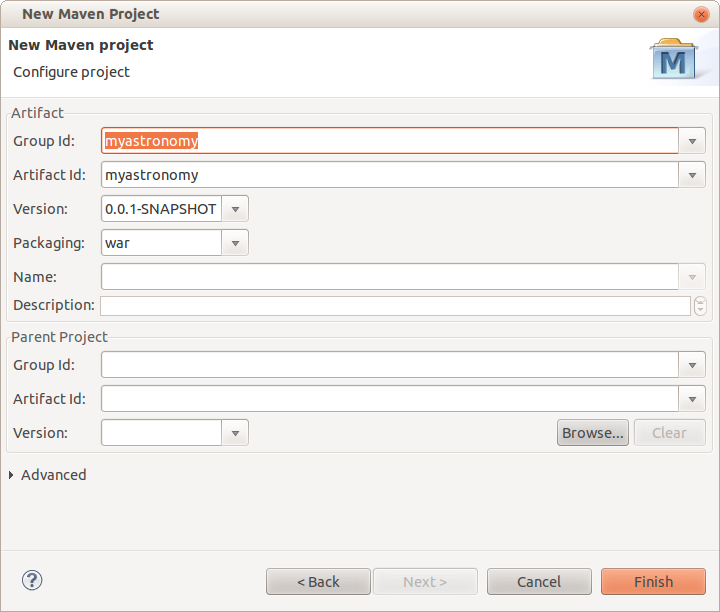 New Maven Project
New Maven project
Configure project
M
Artifact
Group Id: myastronomy
Artifact Id: myastronomy
Version: 0.0.1-SNAPSHOT
Packaging: war
Name:
Description:
Parent Project
Group Id:
Artifact Id:
Version: Browse... Clear
Advanced
? < Back Next > Cancel Finish